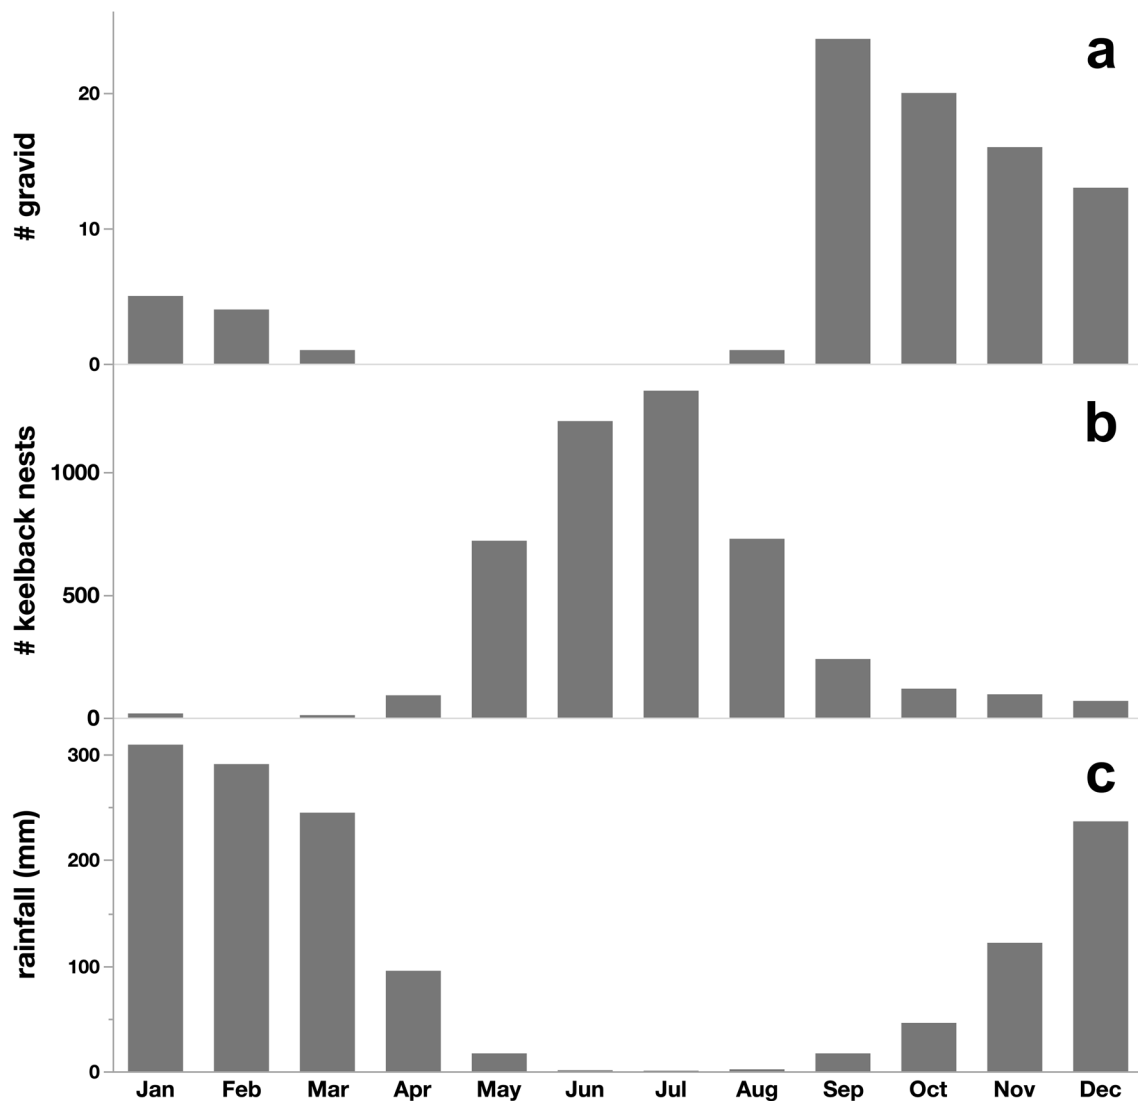 a
# gravid
20
10
0
b
# keelback nests
1000
500
0
c
rainfall (mm)
300
200
100
0
Jan Feb Mar Apr May Jun Jul Aug Sep Oct Nov Dec